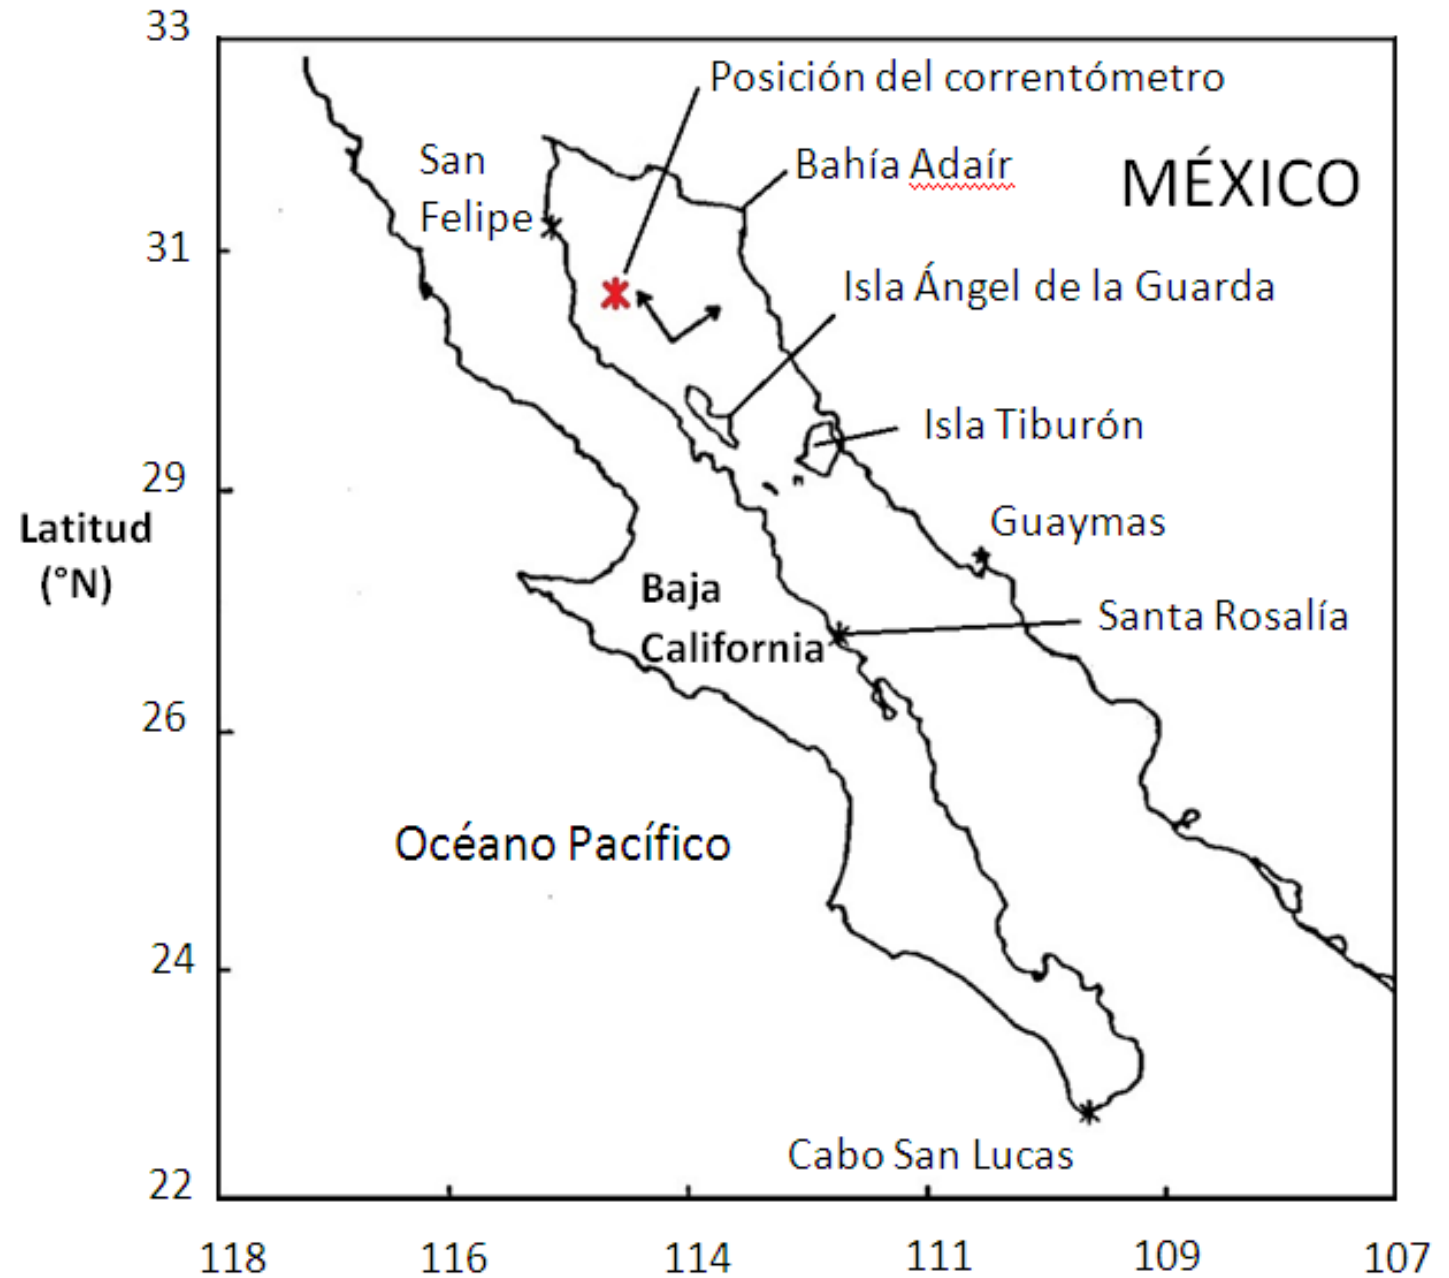 33
Posición del correntómetro
San
Felipe
Bahía Adaír
MÉXICO
31
Isla Ángel de la Guarda
Isla Tiburón
29
Latitud
(°N)
Guaymas
Baja
California
Santa Rosalía
26
Océano Pacífico
24
Cabo San Lucas
22
118 116 114 111 109 107